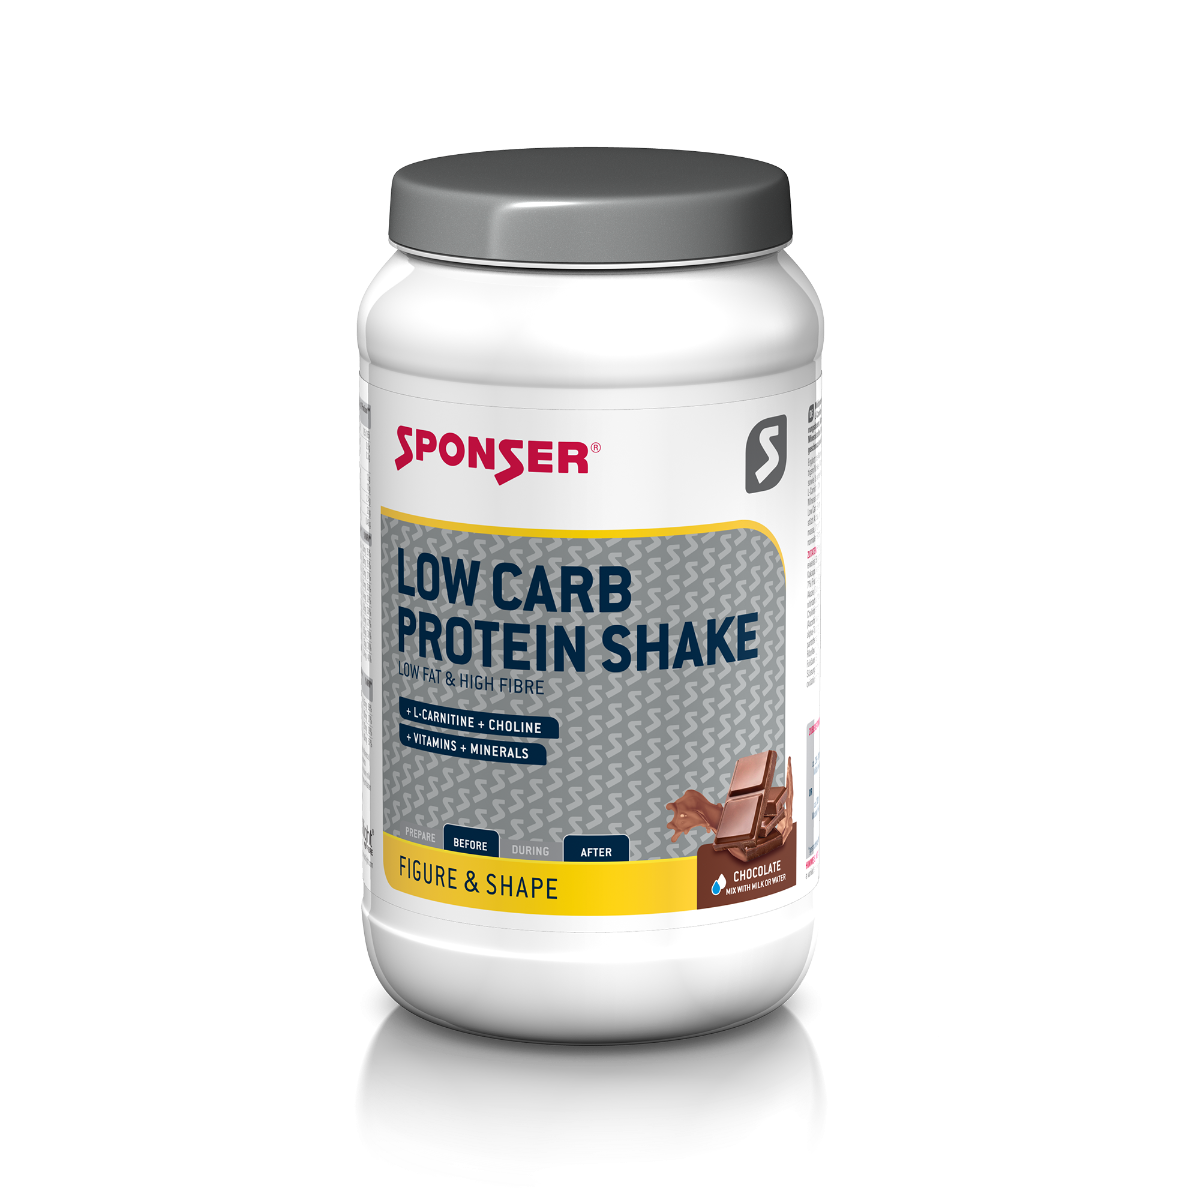 SPONSER®
LOW CARB
PROTEIN SHAKE
LOW FAT & HIGH FIBRE
+ L-CARNITINE + CHOLINE
+ VITAMINS + MINERALS
PREPARE BEFORE DURING AFTER
FIGURE & SHAPE
CHOCOLATE
MIX WITH MILK OR WATER